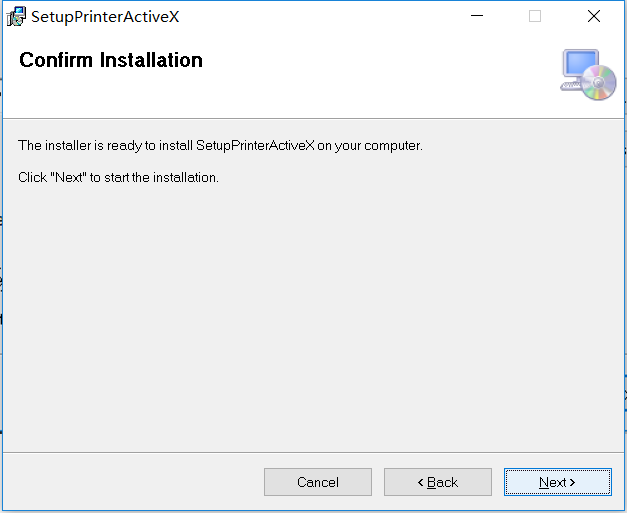 SetupPrinterActiveX
Confirm Installation
The installer is ready to install SetupPrinterActiveX on your computer.
Click "Next" to start the installation.
Cancel
< Back
Next >